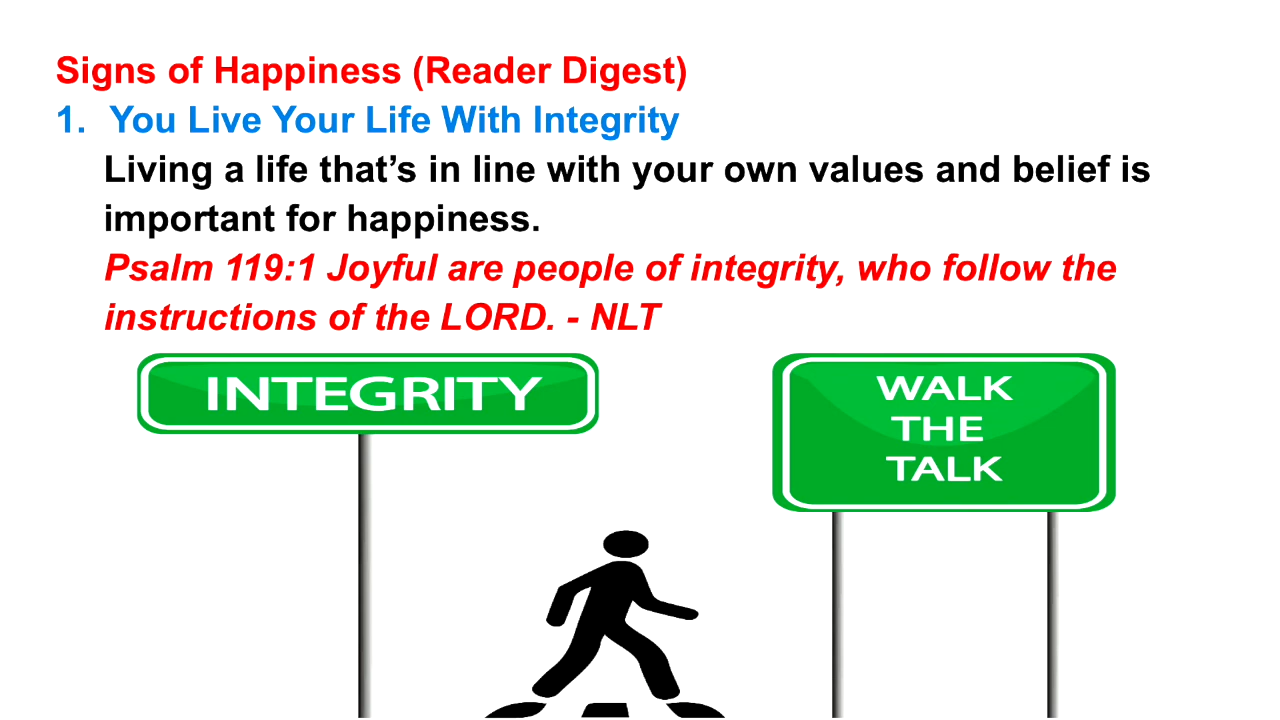 Signs of Happiness (Reader Digest)
1. You Live Your Life With Integrity
Living a life that’s in line with your own values and belief is
important for happiness.
Psalm 119:1 Joyful are people of integrity, who follow the
instructions of the LORD. - NLT
INTEGRITY
WALK
THE
TALK